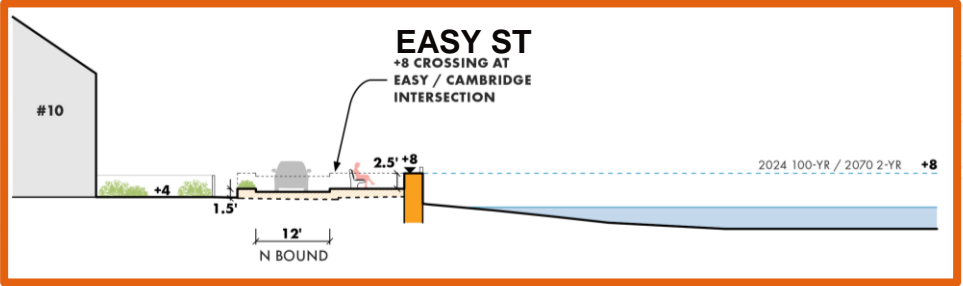 EASY ST
+8 CROSSING AT
EASY / CAMBRIDGE
INTERSECTION
#10
2.5' +8
2024 100-YR / 2070 2-YR +8
+4
1.5'
12'
N BOUND